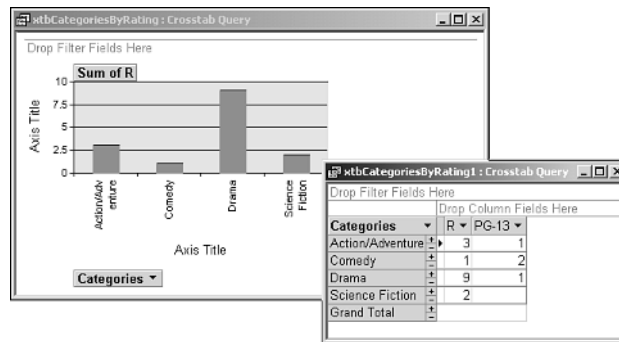 xtbCategoriesByRating : Crosstab Query
Drop Filter Fields Here
Sum of R
10
7.5
5
2.5
0
Axis Title
Action/Adv
enture
Comedy
Drama
Science
Fiction
Axis Title
Categories
xtbCategoriesByRating1 : Crosstab Query
Drop Filter Fields Here
Drop Column Fields Here
Categories R PG-13
Action/Adventure 3 1
Comedy 1 2
Drama 9 1
Science Fiction 2
Grand Total